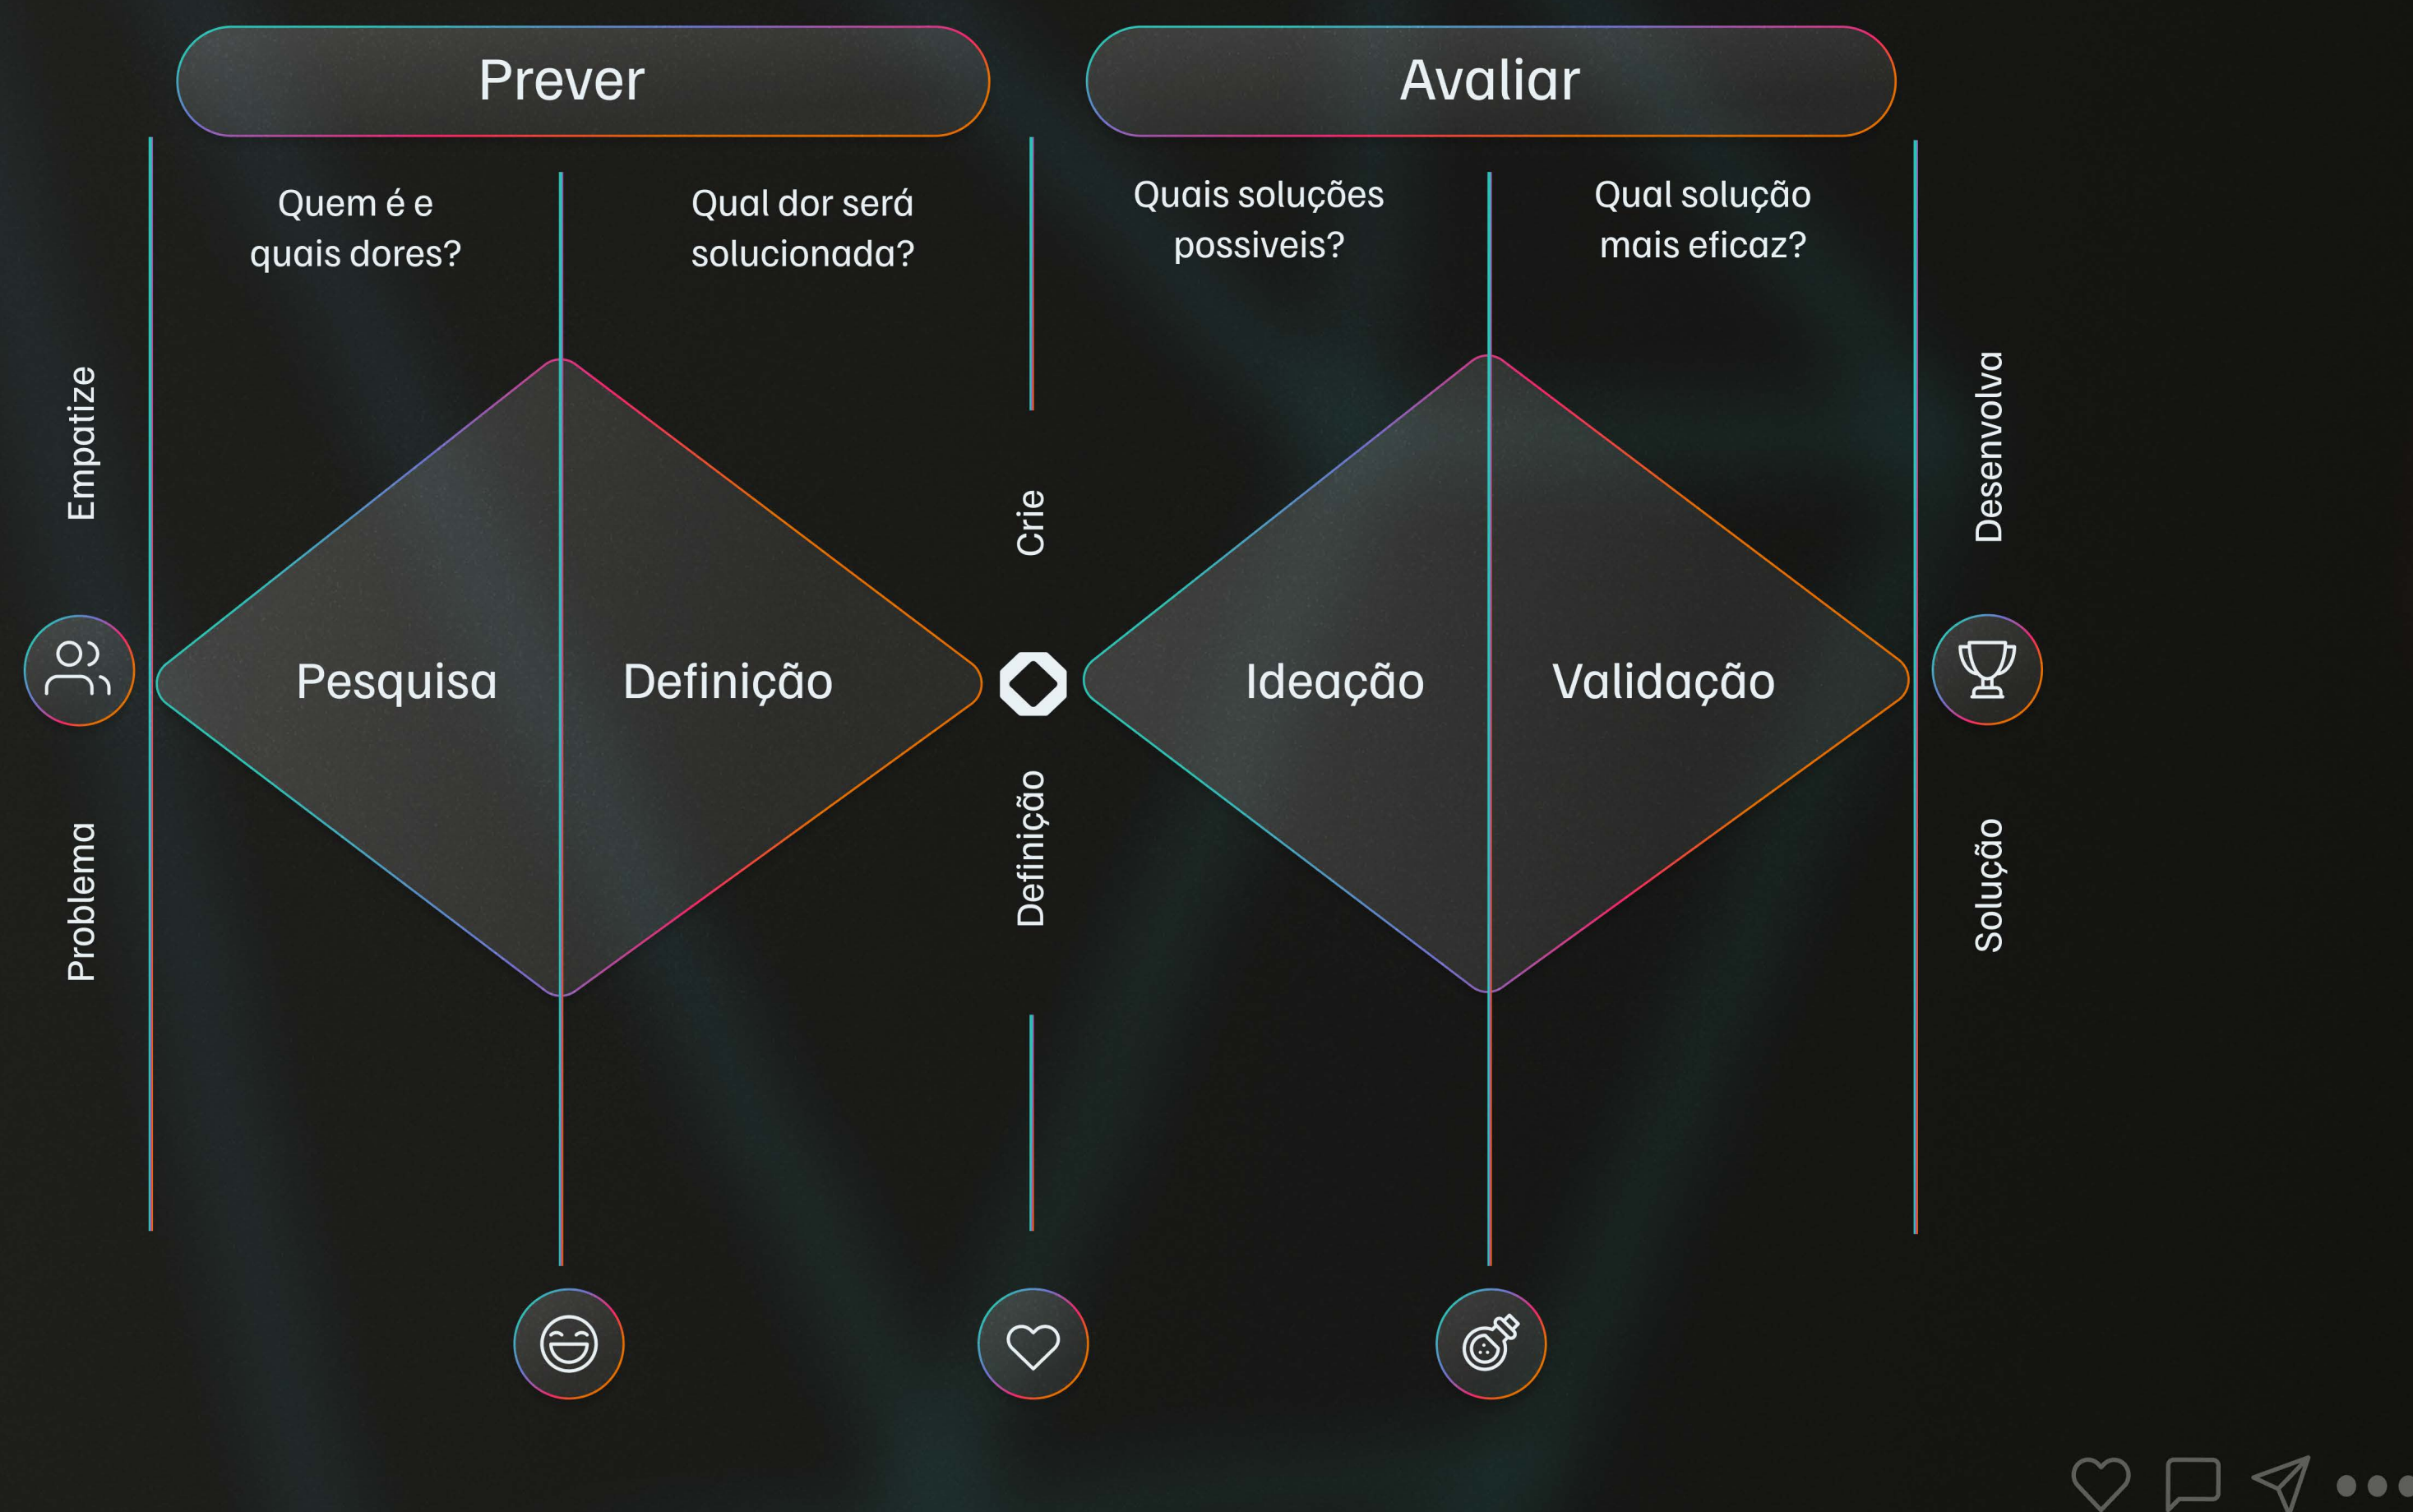 Prever
Avaliar
Quem é e
quais dores?
Qual dor será
solucionada?
Quais soluções
possiveis?
Qual solução
mais eficaz?
Empatize
Problema
Pesquisa
Definição
Crie
Definição
Ideação
Validação
Desenvolva
Solução